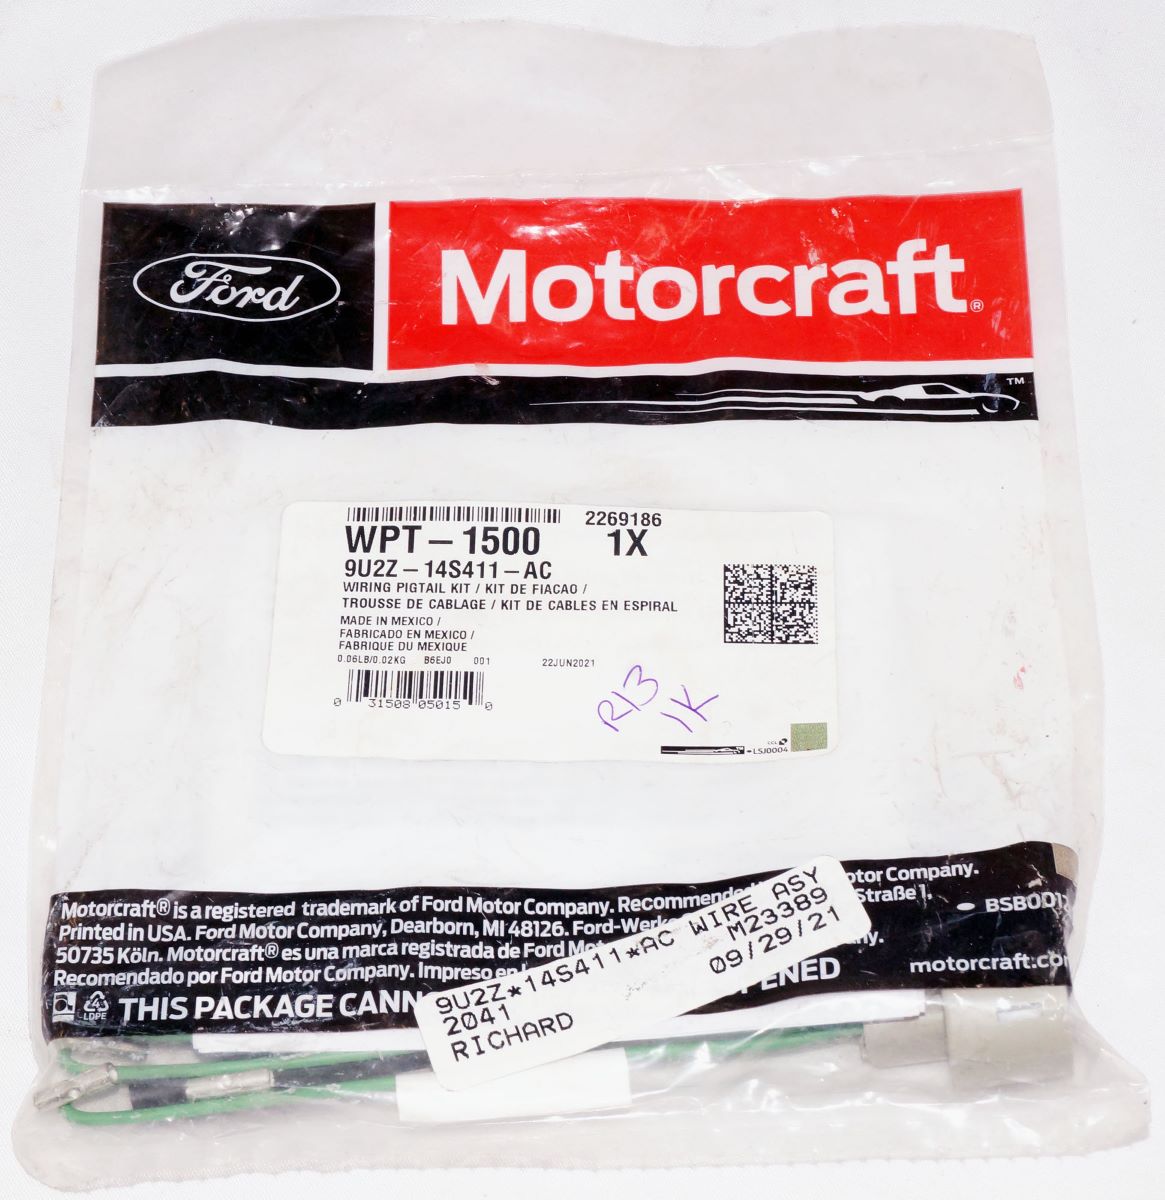 Ford
Motorcraft®
TM
2269186
WPT-1500 1X
9U2Z-14S411-AC
WIRING PIGTAIL KIT / KIT DE FIACAO /
TROUSSE DE CABLAGE / KIT DE CABLES EN ESPIRAL
MADE IN MEXICO /
FABRICADO EN MEXICO /
FABRIQUE DU MEXIQUE
0.06LB/0.02KG B6EJ0 001 22JUN2021
0 31508 05015 0
R13
1K
CCL
LSJ0004
Motorcraft® is a registered trademark of Ford Motor Company. Recommended Motor Company.
Printed in USA. Ford Motor Company, Dearborn, MI 48126. Ford-Werke Straße 1,
50735 Köln. Motorcraft® es una marca registrada de Ford
Recomendado por Ford Motor Company. Impreso en
BSB0D
motorcraft.com
LDPE
THIS PACKAGE OPENED
9U2Z*14S411*AC WIRE ASY
2041 M23389
RICHARD 09/29/21